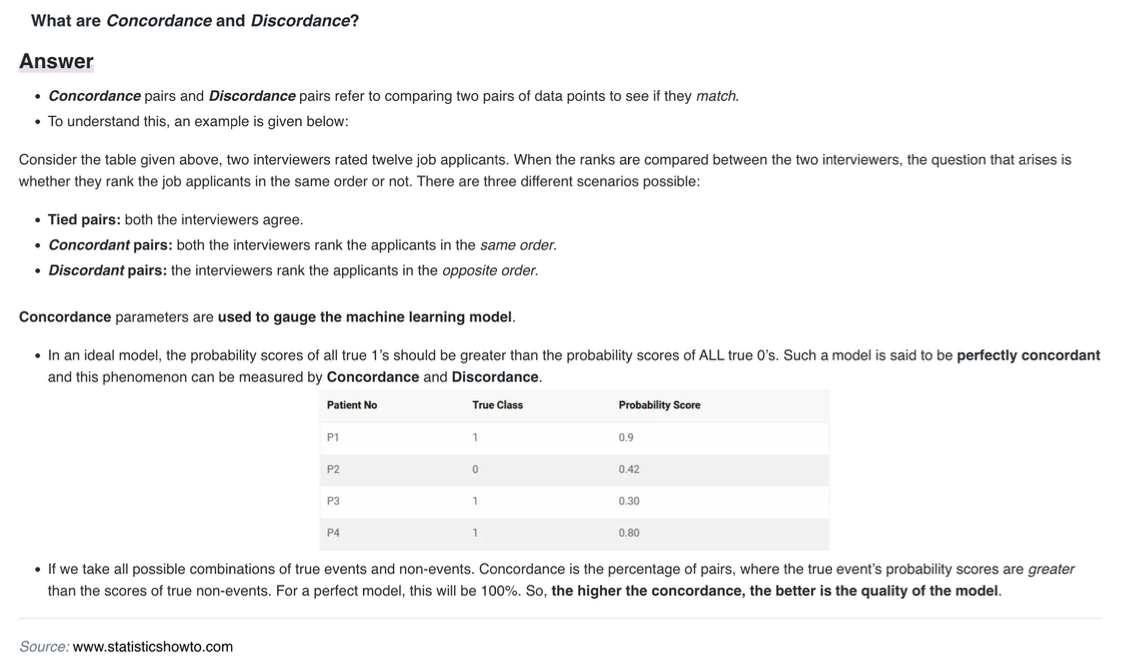 What are Concordance and Discordance?
Answer
• Concordance pairs and Discordance pairs refer to comparing two pairs of data points to see if they match.
• To understand this, an example is given below:
Consider the table given above, two interviewers rated twelve job applicants. When the ranks are compared between the two interviewers, the question that arises is
whether they rank the job applicants in the same order or not. There are three different scenarios possible:
• Tied pairs: both the interviewers agree.
• Concordant pairs: both the interviewers rank the applicants in the same order.
• Discordant pairs: the interviewers rank the applicants in the opposite order.
Concordance parameters are used to gauge the machine learning model.
• In an ideal model, the probability scores of all true 1's should be greater than the probability scores of ALL true 0's. Such a model is said to be perfectly concordant
and this phenomenon can be measured by Concordance and Discordance.
Patient No True Class Probability Score
P1 1 0.9
P2 0 0.42
P3 1 0.30
P4 1 0.80
• If we take all possible combinations of true events and non-events. Concordance is the percentage of pairs, where the true event's probability scores are greater
than the scores of true non-events. For a perfect model, this will be 100%. So, the higher the concordance, the better is the quality of the model.
Source: www.statisticshowto.com